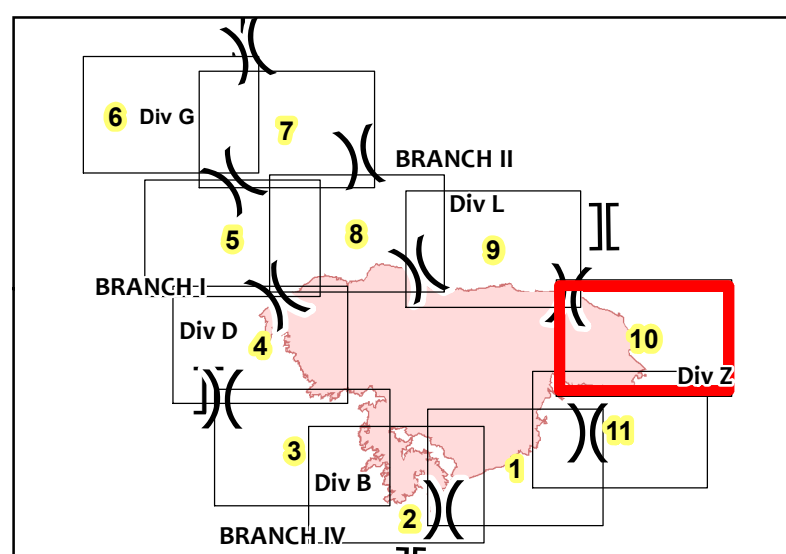 6
Div G
7
BRANCH II
Div L
5
8
9
BRANCH I
Div D
4
10
Div Z
3
11
1
Div B
2
BRANCH IV